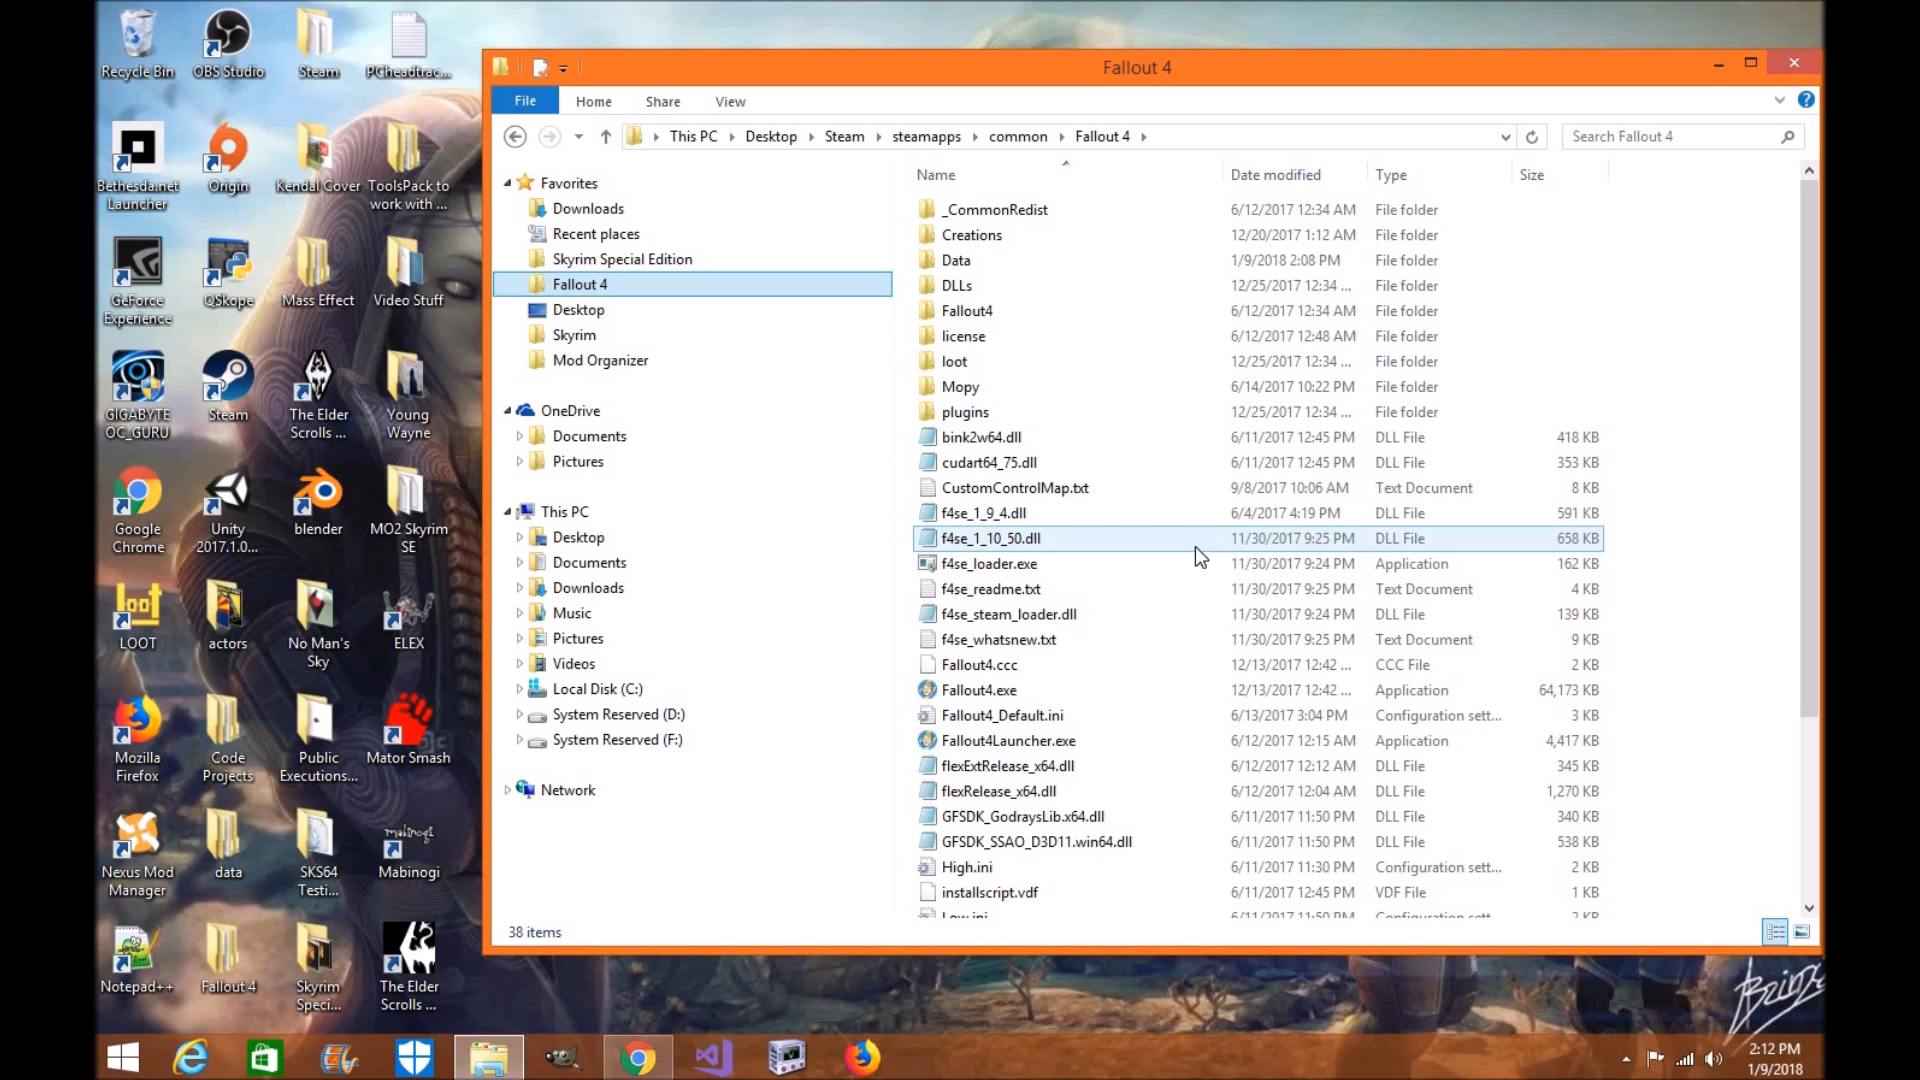 Recycle Bin
OBS Studio
Steam
PCheadtrac...
Bethesda.net Launcher
Origin
Kendal Cover
ToolsPack to work with ...
GeForce Experience
QSkope
Mass Effect
Video Stuff
GIGABYTE OC_GURU
Steam
The Elder Scrolls ...
Young Wayne
Google Chrome
Unity 2017.1.0...
blender
MO2 Skyrim SE
loot
LOOT
actors
No Man's Sky
ELEX
Mozilla Firefox
Code Projects
Public Executions...
Mator Smash
Nexus Mod Manager
data
SKS64 Testi...
mabinogi
Mabinogi
Notepad++
Fallout 4
Skyrim Speci...
The Elder Scrolls ...
Fallout 4
File Home Share View
This PC Desktop Steam steamapps common Fallout 4
Search Fallout 4
Favorites
Downloads
Recent places
Skyrim Special Edition
Fallout 4
Desktop
Skyrim
Mod Organizer
OneDrive
Documents
Pictures
This PC
Desktop
Documents
Downloads
Music
Pictures
Videos
Local Disk (C:)
System Reserved (D:)
System Reserved (F:)
Network
Name Date modified Type Size
_CommonRedist 6/12/2017 12:34 AM File folder
Creations 12/20/2017 1:12 AM File folder
Data 1/9/2018 2:08 PM File folder
DLLs 12/25/2017 12:34 ... File folder
Fallout4 6/12/2017 12:34 AM File folder
license 6/12/2017 12:48 AM File folder
loot 12/25/2017 12:34 ... File folder
Mopy 6/14/2017 10:22 PM File folder
plugins 12/25/2017 12:34 ... File folder
bink2w64.dll 6/11/2017 12:45 PM DLL File 418 KB
cudart64_75.dll 6/11/2017 12:45 PM DLL File 353 KB
CustomControlMap.txt 9/8/2017 10:06 AM Text Document 8 KB
f4se_1_9_4.dll 6/4/2017 4:19 PM DLL File 591 KB
f4se_1_10_50.dll 11/30/2017 9:25 PM DLL File 658 KB
f4se_loader.exe 11/30/2017 9:24 PM Application 162 KB
f4se_readme.txt 11/30/2017 9:25 PM Text Document 4 KB
f4se_steam_loader.dll 11/30/2017 9:24 PM DLL File 139 KB
f4se_whatsnew.txt 11/30/2017 9:25 PM Text Document 9 KB
Fallout4.ccc 12/13/2017 12:42 ... CCC File 2 KB
Fallout4.exe 12/13/2017 12:42 ... Application 64,173 KB
Fallout4_Default.ini 6/13/2017 3:04 PM Configuration sett... 3 KB
Fallout4Launcher.exe 6/12/2017 12:15 AM Application 4,417 KB
flexExtRelease_x64.dll 6/12/2017 12:12 AM DLL File 345 KB
flexRelease_x64.dll 6/12/2017 12:04 AM DLL File 1,270 KB
GFSDK_GodraysLib.x64.dll 6/11/2017 11:50 PM DLL File 340 KB
GFSDK_SSAO_D3D11.win64.dll 6/11/2017 11:50 PM DLL File 538 KB
High.ini 6/11/2017 11:30 PM Configuration sett... 2 KB
installscript.vdf 6/11/2017 12:45 PM VDF File 1 KB
Low.ini 6/11/2017 11:50 PM Configuration sett... 2 KB
38 items
2:12 PM
1/9/2018